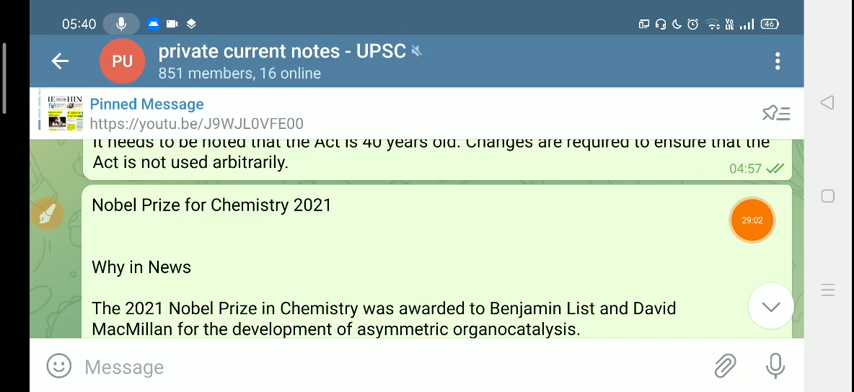 05:40
46
PU
private current notes - UPSC
851 members, 16 online
Pinned Message
https://youtu.be/J9WJL0VFE00
It needs to be noted that the Act is 40 years old. Changes are required to ensure that the
Act is not used arbitrarily.
04:57
Nobel Prize for Chemistry 2021
29:02
Why in News
The 2021 Nobel Prize in Chemistry was awarded to Benjamin List and David
MacMillan for the development of asymmetric organocatalysis.
Message